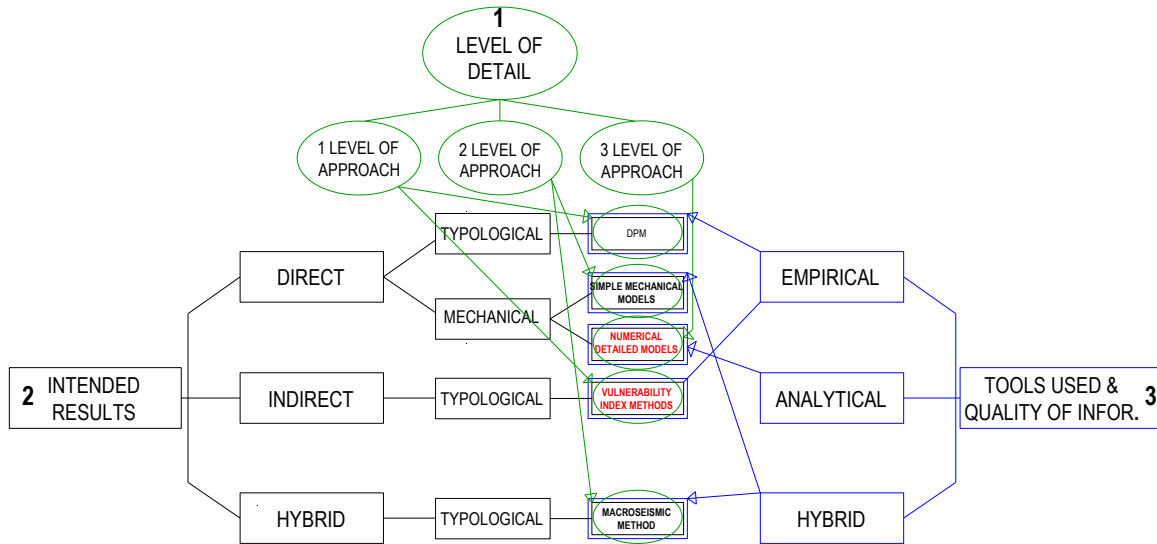 1
LEVEL OF
DETAIL
1 LEVEL OF
APPROACH
2 LEVEL OF
APPROACH
3 LEVEL OF
APPROACH
TYPOLOGICAL
DPM
DIRECT
EMPIRICAL
SIMPLE MECHANICAL
MODELS
MECHANICAL
NUMERICAL
DETAILED MODELS
2 INTENDED
RESULTS
INDIRECT
TYPOLOGICAL
VULNERABILITY
INDEX METHODS
ANALYTICAL
TOOLS USED &
QUALITY OF INFOR. 3
HYBRID
TYPOLOGICAL
MACROSEISMIC
METHOD
HYBRID